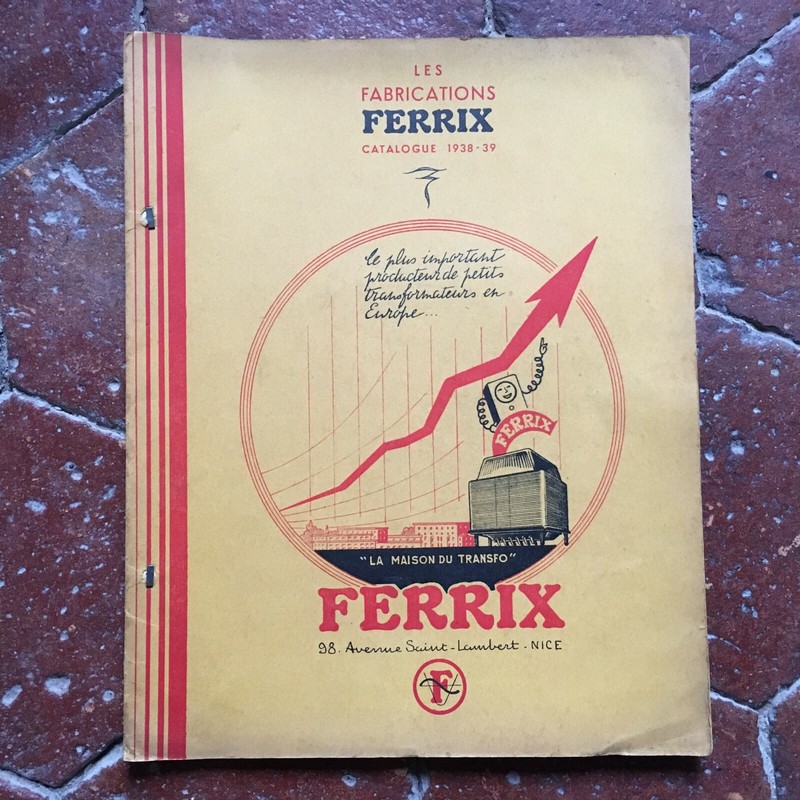 LES
FABRICATIONS
FERRIX
CATALOGUE 1938-39
le plus important
producteur de petits
transformateurs en
Europe...
FERRIX
"LA MAISON DU TRANSFO"
FERRIX
98. Avenue Saint-Lambert. NICE
F